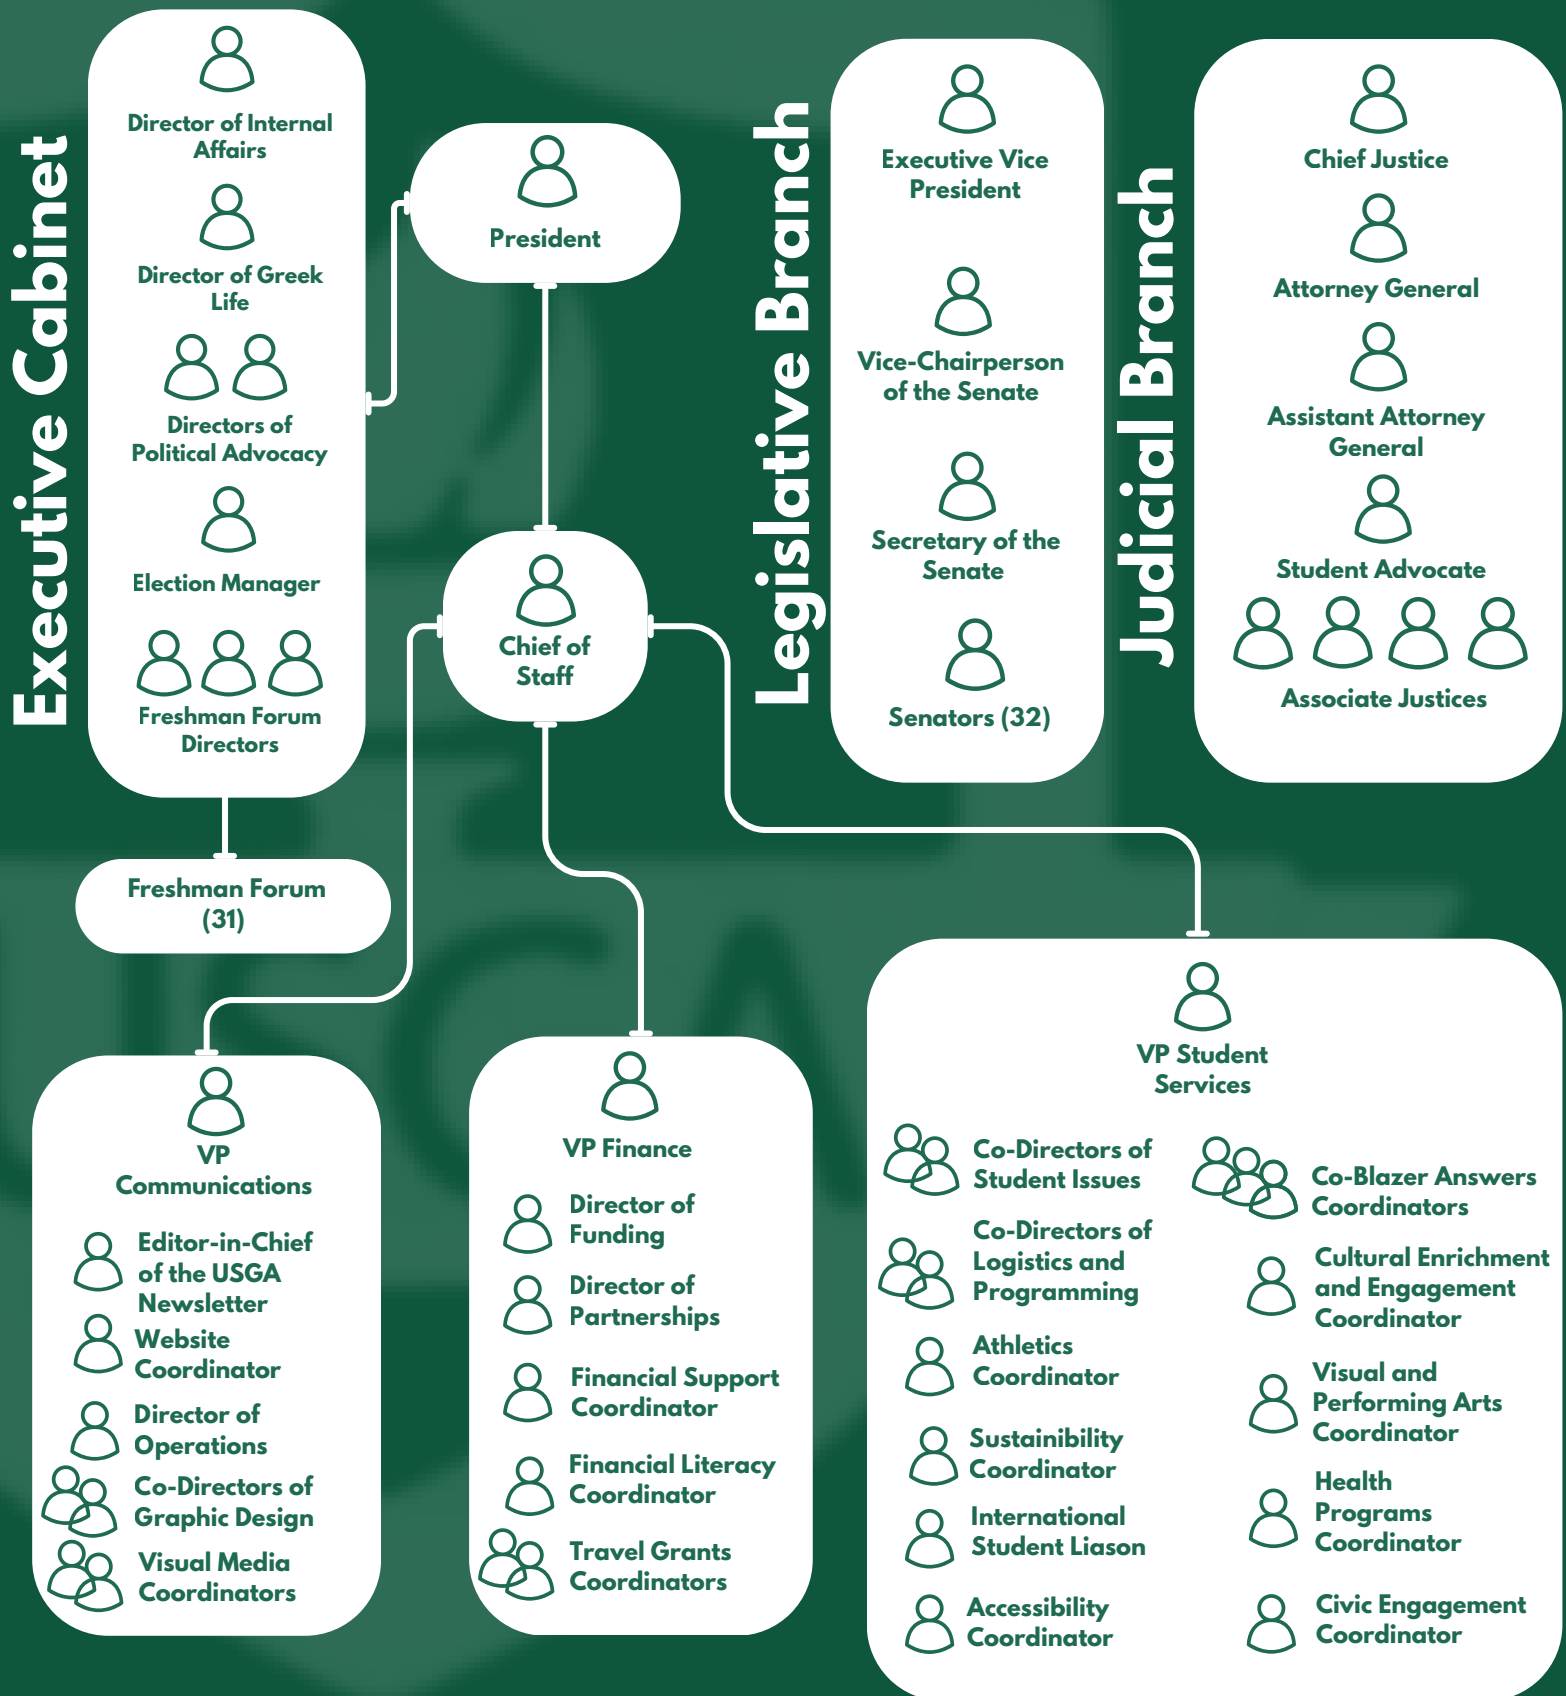 Executive Cabinet
Director of Internal
Affairs
Director of Greek
Life
Directors of
Political Advocacy
Election Manager
Freshman Forum
Directors
Freshman Forum
(31)
President
Chief of
Staff
Legislative Branch
Executive Vice
President
Vice-Chairperson
of the Senate
Secretary of the
Senate
Senators (32)
Judicial Branch
Chief Justice
Attorney General
Assistant Attorney
General
Student Advocate
Associate Justices
VP
Communications
Editor-in-Chief
of the USGA
Newsletter
Website
Coordinator
Director of
Operations
Co-Directors of
Graphic Design
Visual Media
Coordinators
VP Finance
Director of
Funding
Director of
Partnerships
Financial Support
Coordinator
Financial Literacy
Coordinator
Travel Grants
Coordinators
VP Student
Services
Co-Directors of
Student Issues
Co-Directors of
Logistics and
Programming
Athletics
Coordinator
Sustainibility
Coordinator
International
Student Liason
Accessibility
Coordinator
Co-Blazer Answers
Coordinators
Cultural Enrichment
and Engagement
Coordinator
Visual and
Performing Arts
Coordinator
Health
Programs
Coordinator
Civic Engagement
Coordinator
USGA